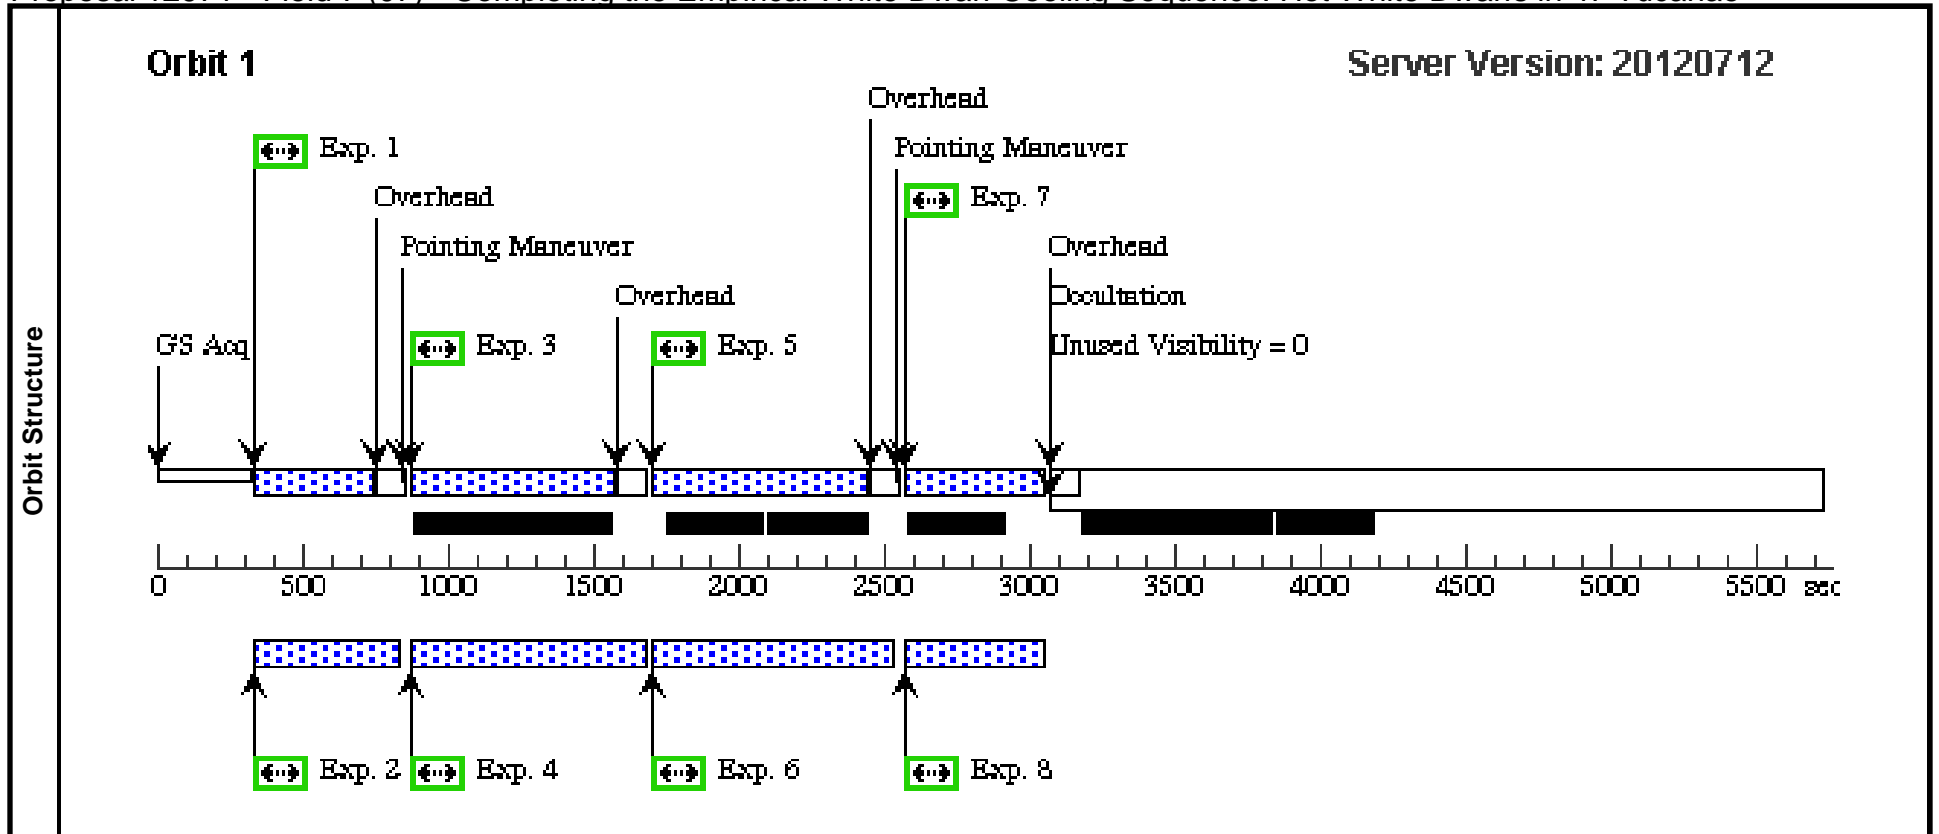 Orbit Structure
Orbit 1
Server Version: 20120712
Overhead
Exp. 1
Pointing Maneuver
Overhead
Exp. 7
Pointing Maneuver
Overhead
Overhead
Occultation
GS Acq
Exp. 3
Exp. 5
Unused Visibility = 0
0 500 1000 1500 2000 2500 3000 3500 4000 4500 5000 5500 sec
Exp. 2
Exp. 4
Exp. 6
Exp. 8